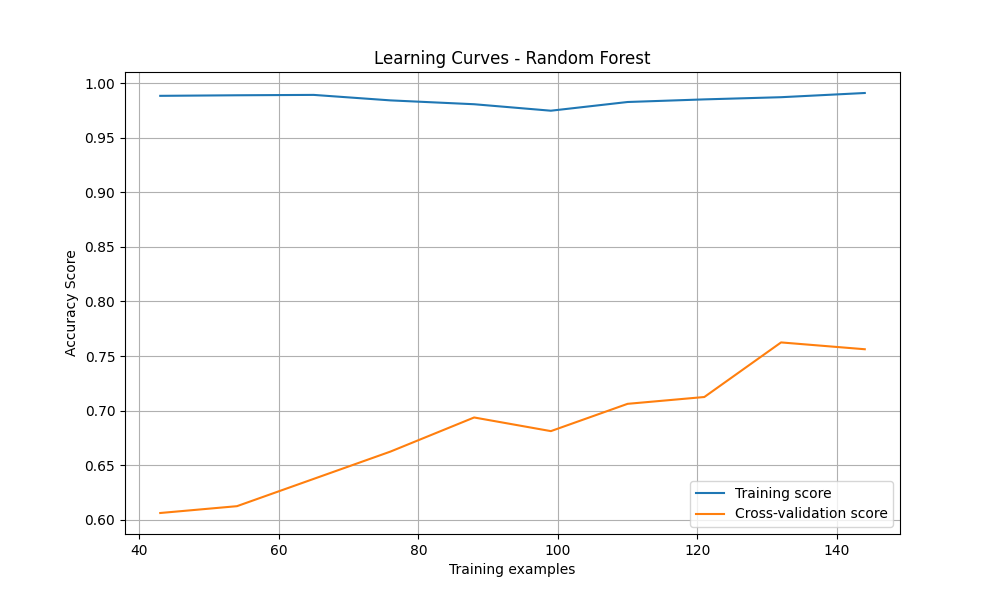 Learning Curves - Random Forest
1.00
0.95
0.90
0.85
0.80
0.75
0.70
0.65
0.60
Accuracy Score
40 60 80 100 120 140
Training examples
Training score
Cross-validation score